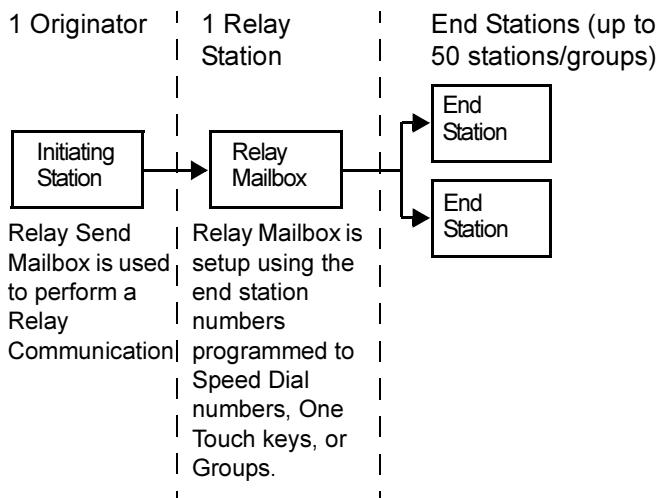 1 Originator
1 Relay
Station
End Stations (up to
50 stations/groups)
Initiating
Station
Relay
Mailbox
End
Station
End
Station
Relay Send
Mailbox is used
to perform a
Relay
Communication
Relay Mailbox is
setup using the
end station
numbers
programmed to
Speed Dial
numbers, One
Touch keys, or
Groups.